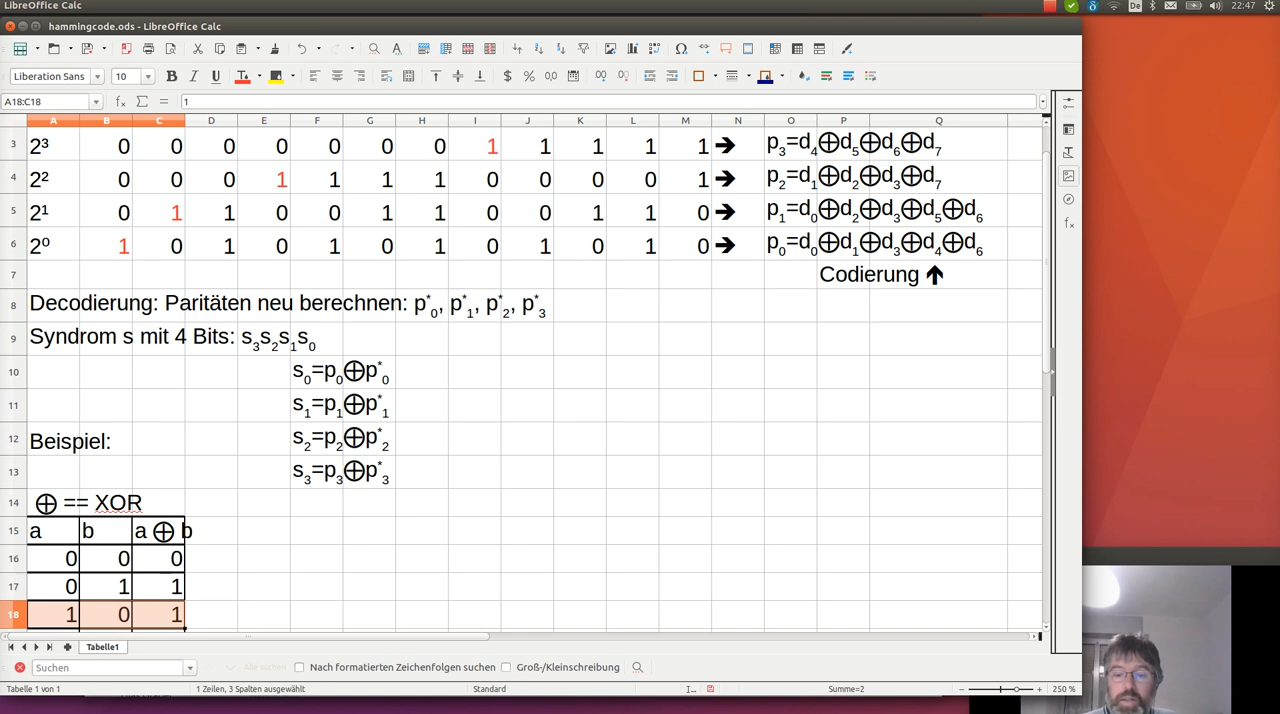 LibreOffice Calc
De
22:47
hammingcode.ods - LibreOffice Calc
Liberation Sans 10
A18:C18 1
A B C D E F G H I J K L M N O P Q
3 2³ 0 0 0 0 0 0 0 1 1 1 1 1 ➔ p₃=d₄⊕d₅⊕d₆⊕d₇
4 2² 0 0 0 1 1 1 1 0 0 0 0 1 ➔ p₂=d₁⊕d₂⊕d₃⊕d₇
5 2¹ 0 1 1 0 0 1 1 0 0 1 1 0 ➔ p₁=d₀⊕d₂⊕d₃⊕d₅⊕d₆
6 2⁰ 1 0 1 0 1 0 1 0 1 0 1 0 ➔ p₀=d₀⊕d₁⊕d₃⊕d₄⊕d₆
7 Codierung 🡹
8 Decodierung: Paritäten neu berechnen: p*₀, p*₁, p*₂, p*₃
9 Syndrom s mit 4 Bits: s₃s₂s₁s₀
10 s₀=p₀⊕p*₀
11 s₁=p₁⊕p*₁
12 Beispiel: s₂=p₂⊕p*₂
13 s₃=p₃⊕p*₃
14 ⊕ == XOR
15 a b a ⊕ b
16 0 0 0
17 0 1 1
18 1 0 1
Tabelle1
Suchen Alle suchen Nach formatierten Zeichenfolgen suchen Groß-/Kleinschreibung
Tabelle 1 von 1 1 Zeilen, 3 Spalten ausgewählt Standard Summe=2 250 %